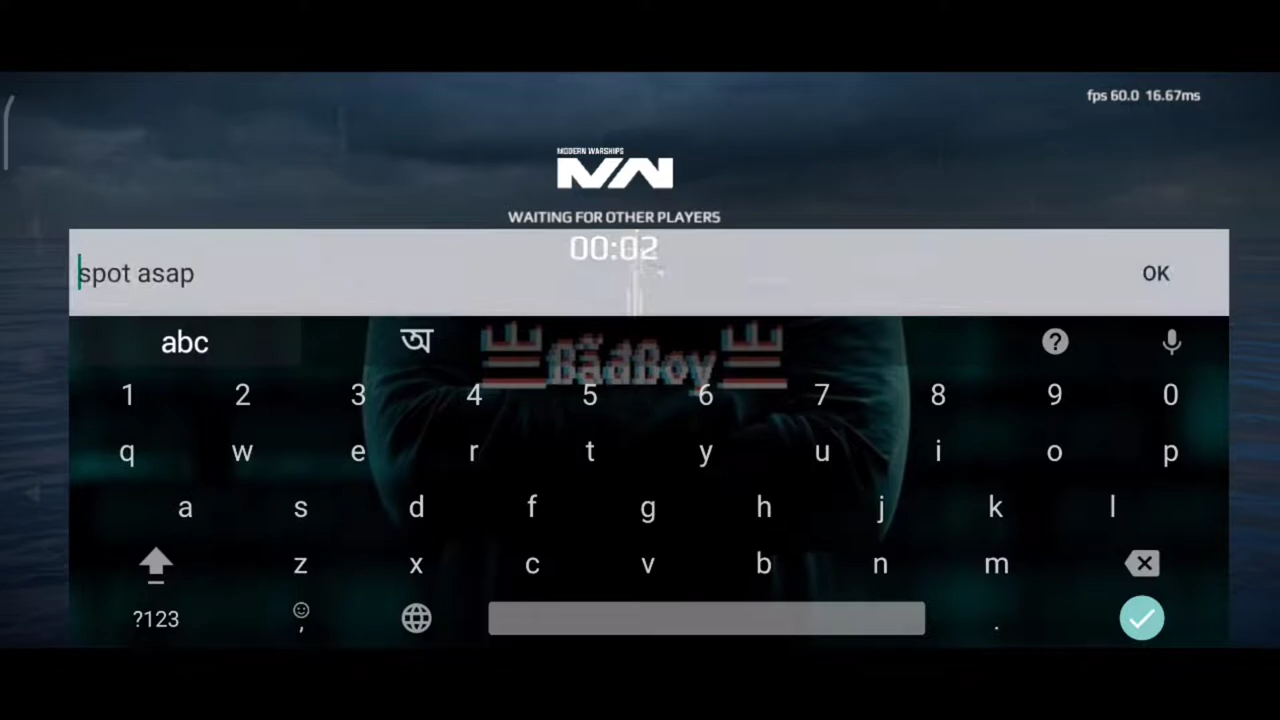 fps 60.0 16.67ms
MODERN WARSHIPS
MW
WAITING FOR OTHER PLAYERS
00:02
spot asap
OK
abc অ ?
BadBoy
1 2 3 4 5 6 7 8 9 0
q w e r t y u i o p
a s d f g h j k l
z x c v b n m
?123 , .